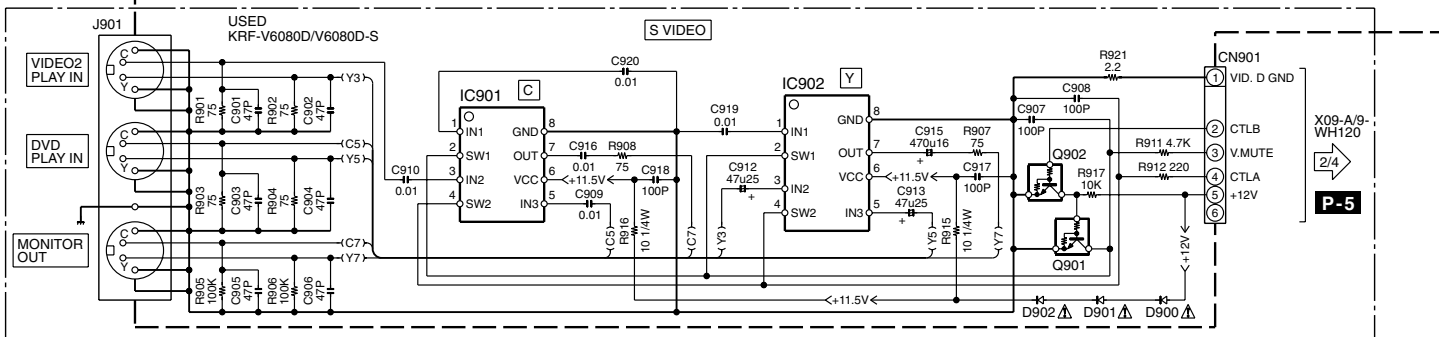 J901
USED
KRF-V6080D/V6080D-S
S VIDEO
VIDEO2
PLAY IN
C
Y
R901
75
C901
47P
R902
75
C902
47P
(Y3)
DVD
PLAY IN
C
Y
R903
75
C903
47P
R904
75
C904
47P
(C5)
(Y5)
MONITOR
OUT
C
Y
R905
100K
C905
47P
R906
100K
C906
47P
(C7)
(Y7)
C910
0.01
C920
0.01
IC901
C
1
IN1
GND
8
2
SW1
OUT
7
3
IN2
VCC
6
4
SW2
IN3
5
C916
0.01
R908
75
+11.5V
C918
100P
C909
0.01
(C5)
R916
10 1/4W
(C7)
(Y3)
C919
0.01
C912
47u25
+
IC902
Y
1
IN1
GND
8
2
SW1
OUT
7
3
IN2
VCC
6
4
SW2
IN3
5
C915
470u16
+
R907
75
+11.5V
C917
100P
C913
47u25
+
(Y5)
R915
10 1/4W
(Y7)
R921
2.2
C908
100P
C907
100P
Q902
R917
10K
Q901
R911 4.7K
R912 220
+12V
+11.5V
D902
D901
D900
CN901
1
VID. D GND
2
CTLB
3
V.MUTE
4
CTLA
5
+12V
6
X09-A/9-
WH120
2/4
P-5